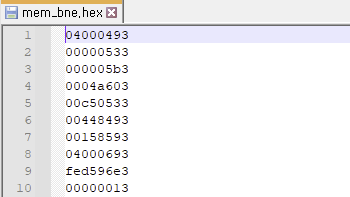 mem_bne.hex
1 04000493
2 00000533
3 000005b3
4 0004a603
5 00c50533
6 00448493
7 00158593
8 04000693
9 fed596e3
10 00000013